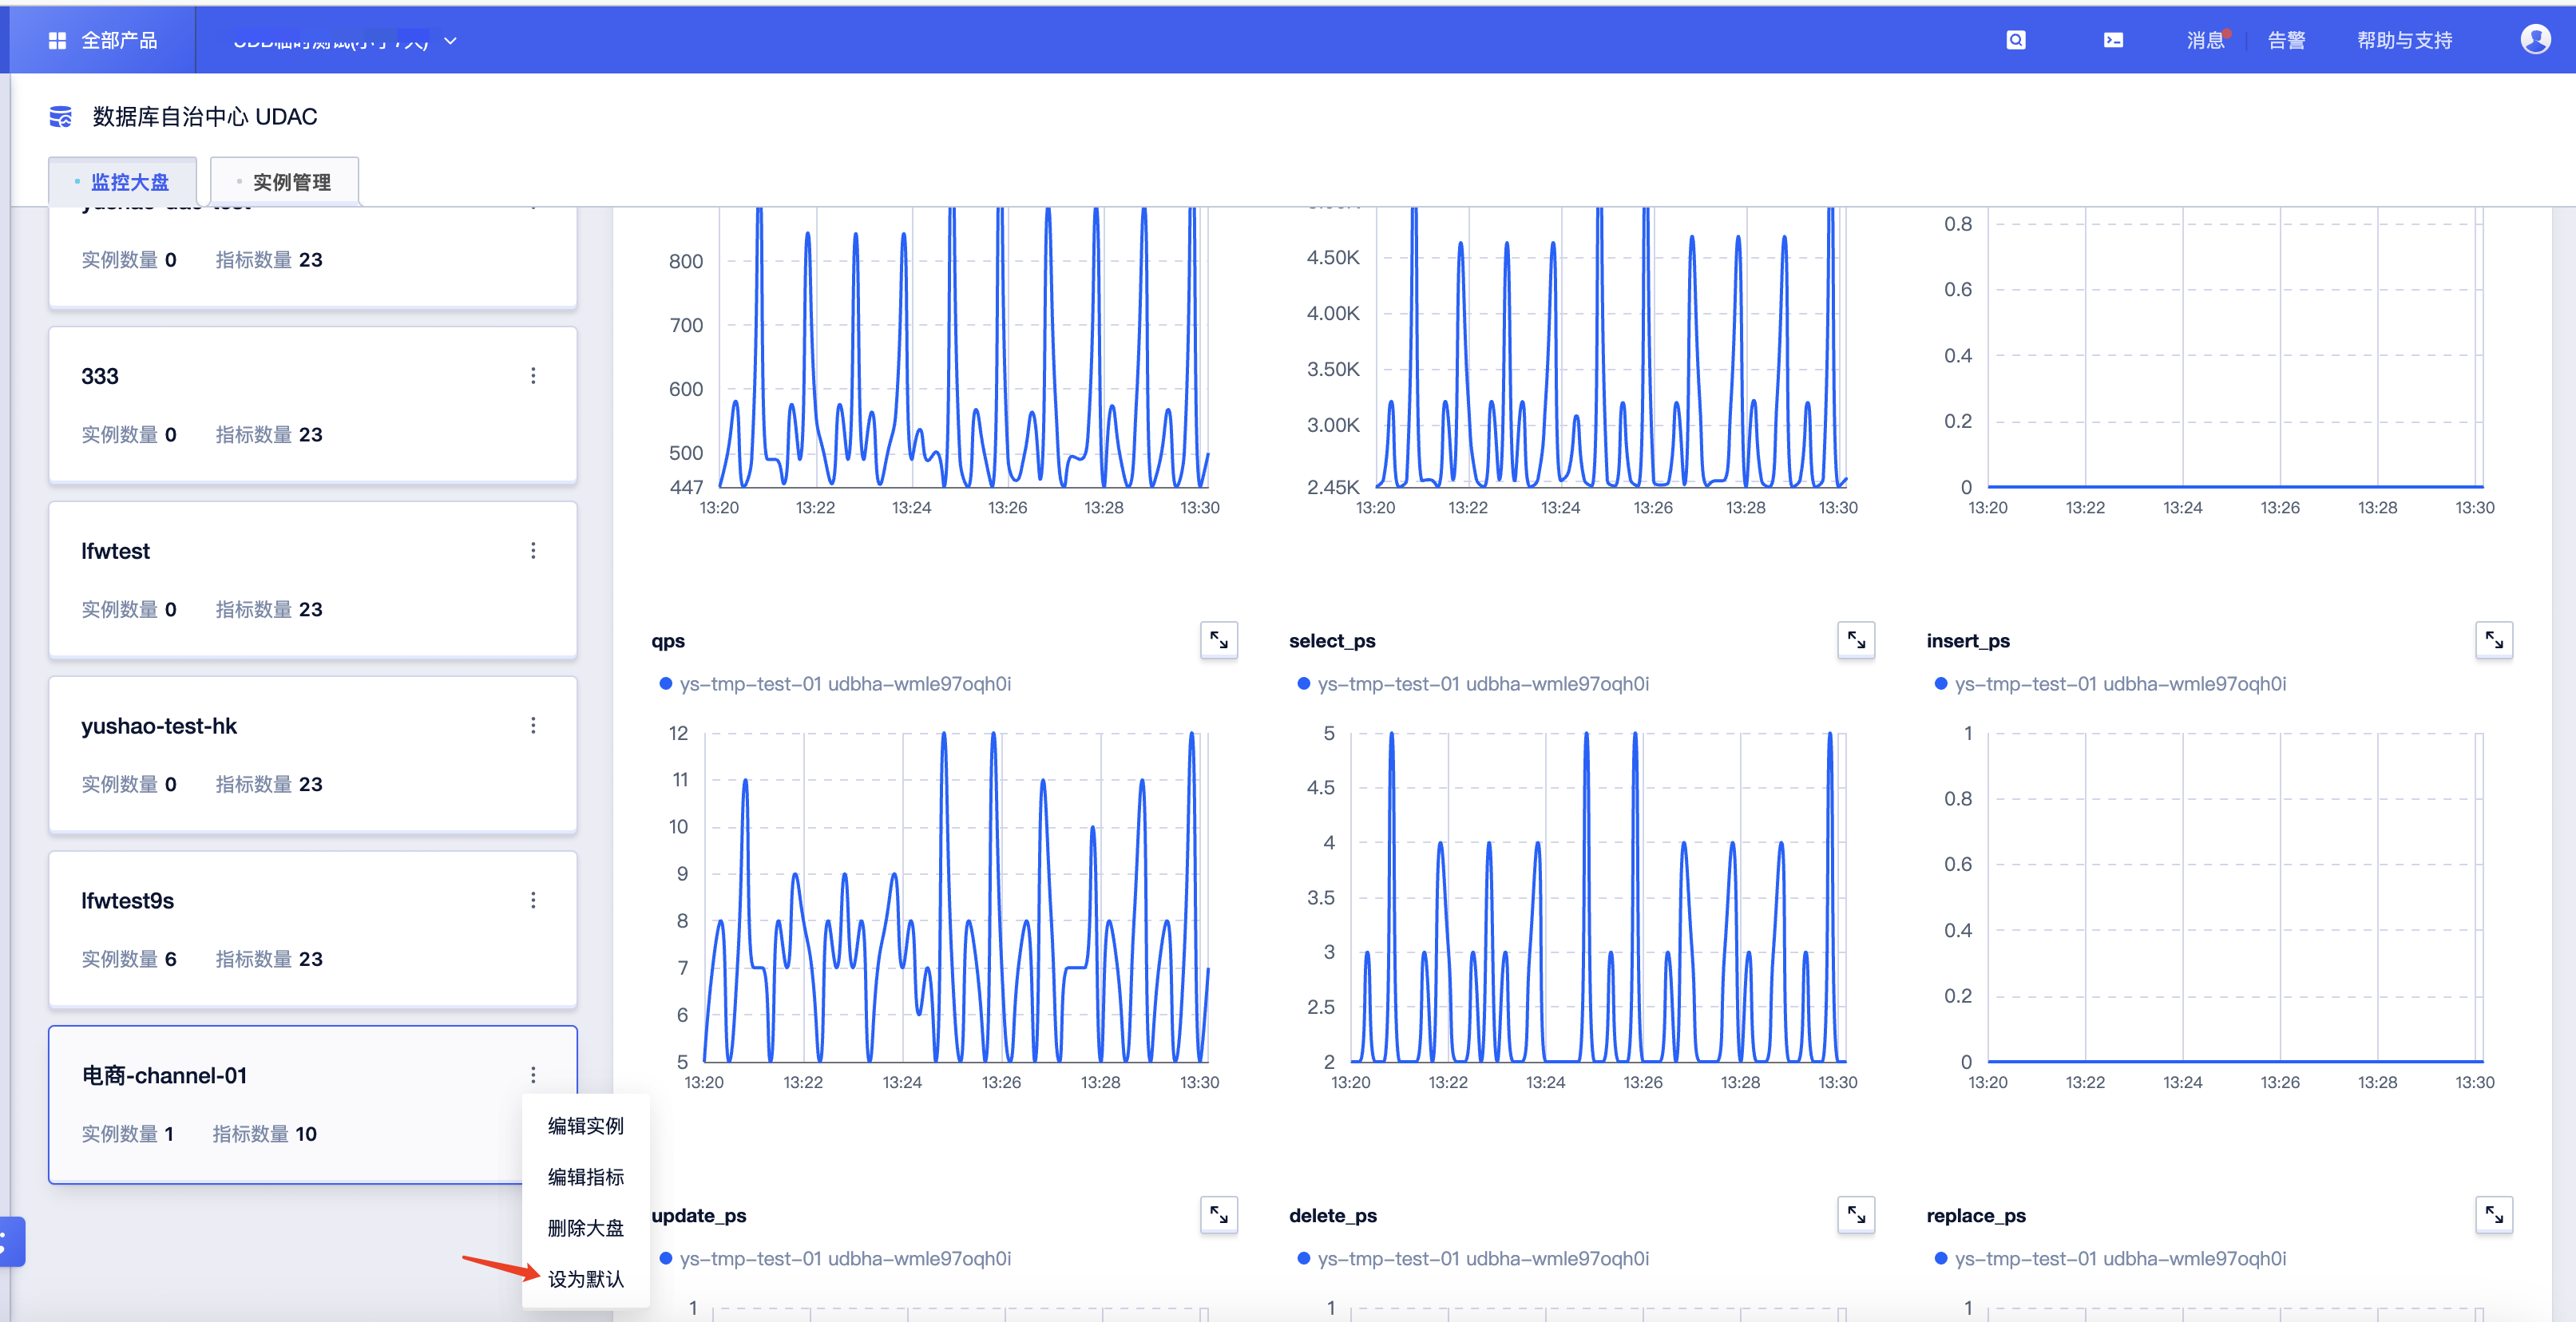 全部产品
消息
告警
帮助与支持
数据库自治中心 UDAC
监控大盘
实例管理
实例数量 0 指标数量 23
333
实例数量 0 指标数量 23
lfwtest
实例数量 0 指标数量 23
yushao-test-hk
实例数量 0 指标数量 23
lfwtest9s
实例数量 6 指标数量 23
电商-channel-01
实例数量 1 指标数量 10
编辑实例
编辑指标
删除大盘
设为默认
800
700
600
500
447
13:20 13:22 13:24 13:26 13:28 13:30
4.50K
4.00K
3.50K
3.00K
2.45K
13:20 13:22 13:24 13:26 13:28 13:30
0.8
0.6
0.4
0.2
0
13:20 13:22 13:24 13:26 13:28 13:30
qps
ys-tmp-test-01 udbha-wmle97oqh0i
12
11
10
9
8
7
6
5
13:20 13:22 13:24 13:26 13:28 13:30
select_ps
ys-tmp-test-01 udbha-wmle97oqh0i
5
4.5
4
3.5
3
2.5
2
13:20 13:22 13:24 13:26 13:28 13:30
insert_ps
ys-tmp-test-01 udbha-wmle97oqh0i
1
0.8
0.6
0.4
0.2
0
13:20 13:22 13:24 13:26 13:28 13:30
update_ps
ys-tmp-test-01 udbha-wmle97oqh0i
1
delete_ps
ys-tmp-test-01 udbha-wmle97oqh0i
1
replace_ps
ys-tmp-test-01 udbha-wmle97oqh0i
1